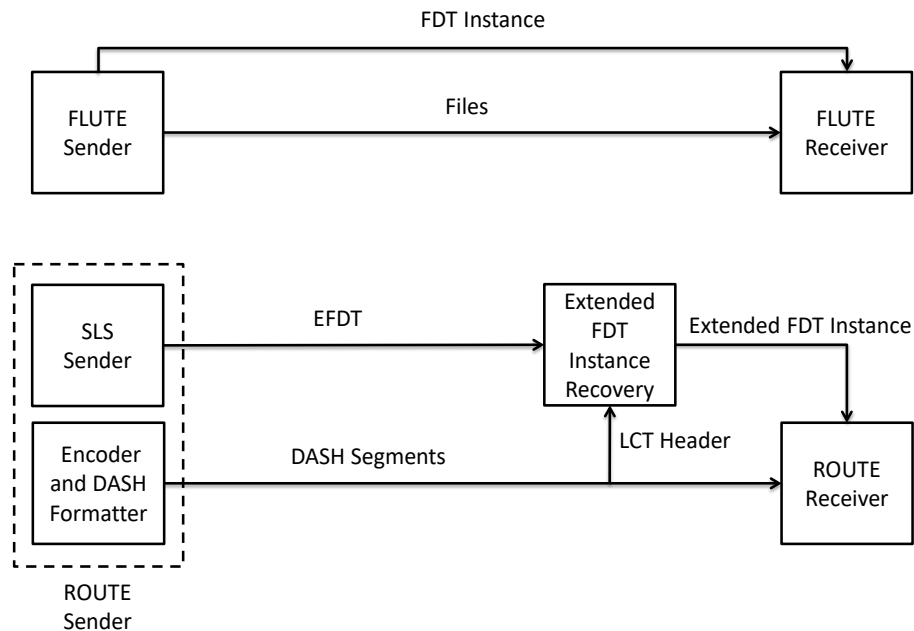 FDT Instance
FLUTE
Sender
Files
FLUTE
Receiver
SLS
Sender
EFDT
Extended
FDT
Instance
Recovery
Extended FDT Instance
Encoder
and DASH
Formatter
DASH Segments
LCT Header
ROUTE
Receiver
ROUTE
Sender